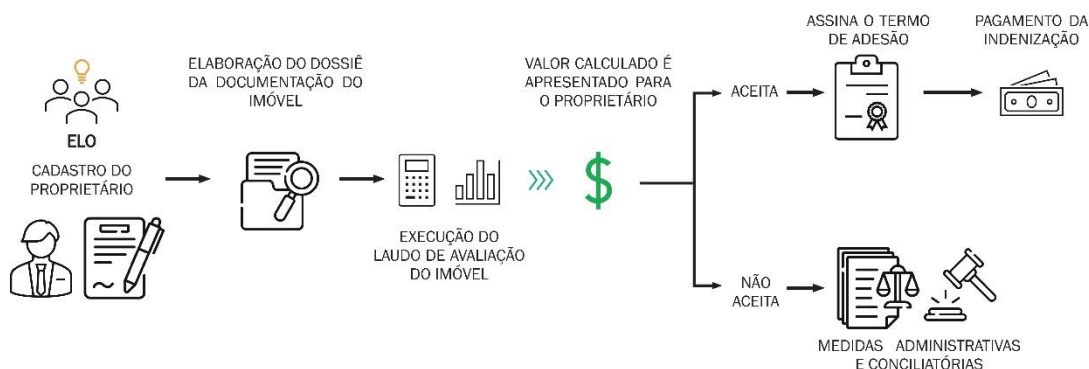 ELO
CADASTRO DO
PROPRIETÁRIO
ELABORAÇÃO DO DOSSIÊ
DA DOCUMENTAÇÃO DO
IMÓVEL
EXECUÇÃO DO
LAUDO DE AVALIAÇÃO
DO IMÓVEL
VALOR CALCULADO É
APRESENTADO PARA
O PROPRIETÁRIO
$
ACEITA
ASSINA O TERMO
DE ADESÃO
PAGAMENTO DA
INDENIZAÇÃO
NÃO
ACEITA
MEDIDAS ADMINISTRATIVAS
E CONCILIATÓRIAS